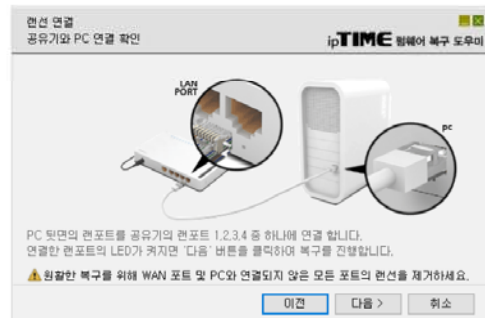 랜선 연결
공유기와 PC 연결 확인
ipTIME 펌웨어 복구 도우미
LAN PORT
pc
PC 뒷면의 랜포트를 공유기의 랜포트 1,2,3,4 중 하나에 연결 합니다.
연결한 랜포트의 LED가 켜지면 '다음' 버튼을 클릭하여 복구를 진행합니다.
원활한 복구를 위해 WAN 포트 및 PC와 연결되지 않은 모든 포트의 랜선을 제거하세요.
이전 다음 > 취소